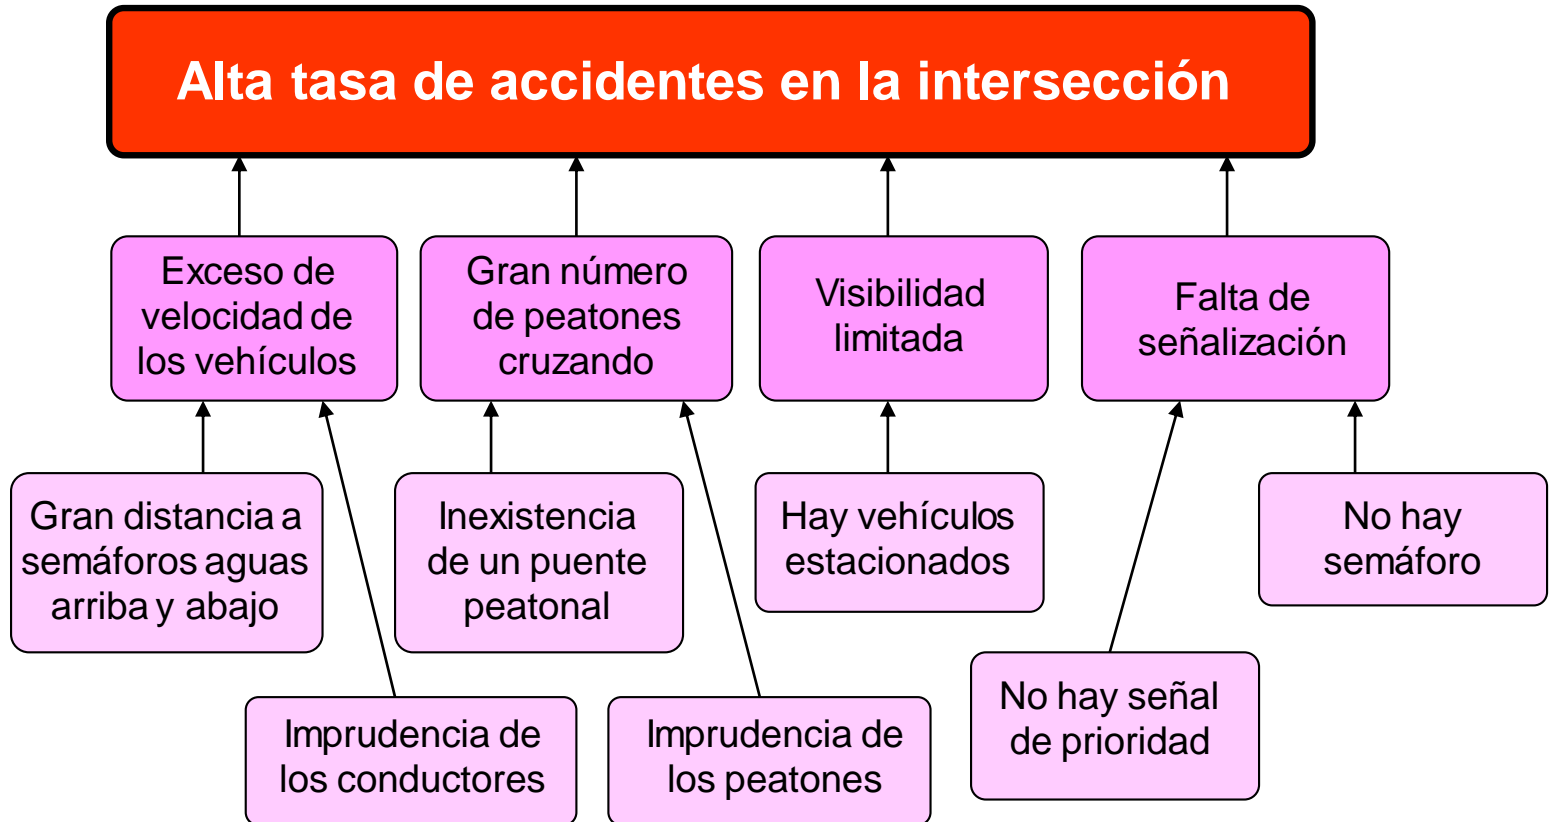 Alta tasa de accidentes en la intersección
Exceso de
velocidad de
los vehículos
Gran número
de peatones
cruzando
Visibilidad
limitada
Falta de
señalización
Gran distancia a
semáforos aguas
arriba y abajo
Inexistencia
de un puente
peatonal
Hay vehículos
estacionados
No hay
semáforo
Imprudencia de
los conductores
Imprudencia de
los peatones
No hay señal
de prioridad